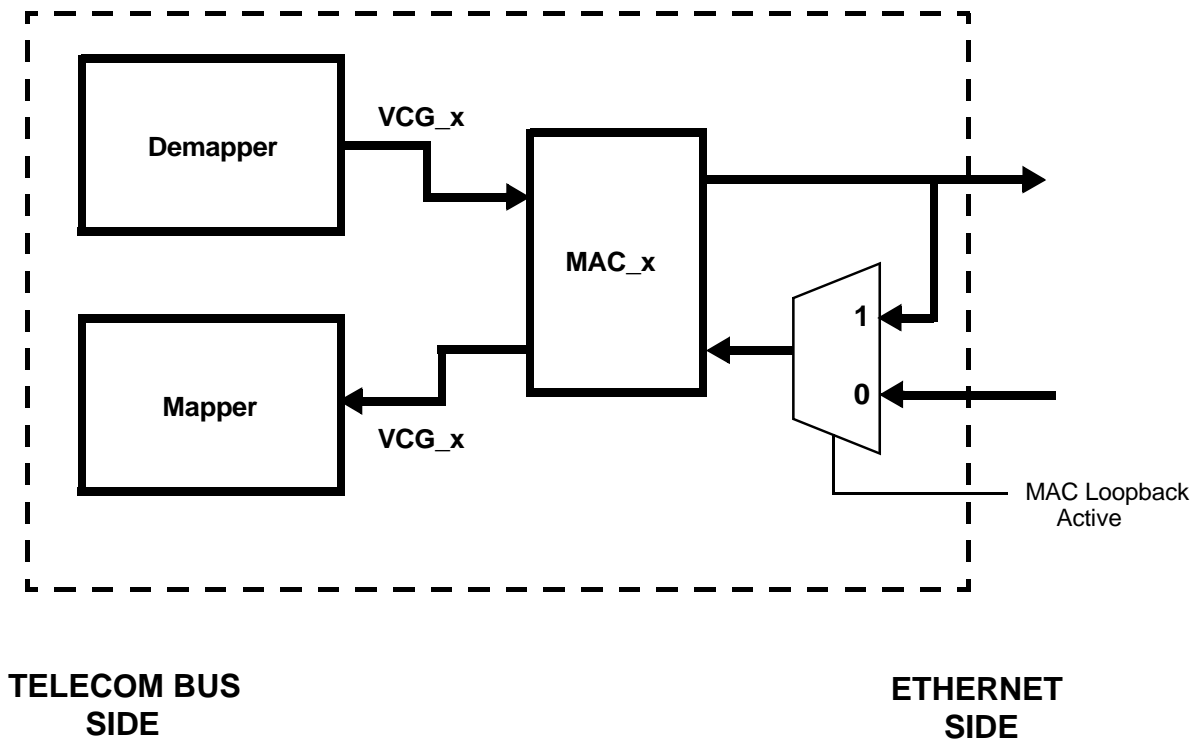 VCG_x
Demapper
MAC_x
1
0
Mapper
VCG_x
MAC Loopback
Active
TELECOM BUS
SIDE
ETHERNET
SIDE